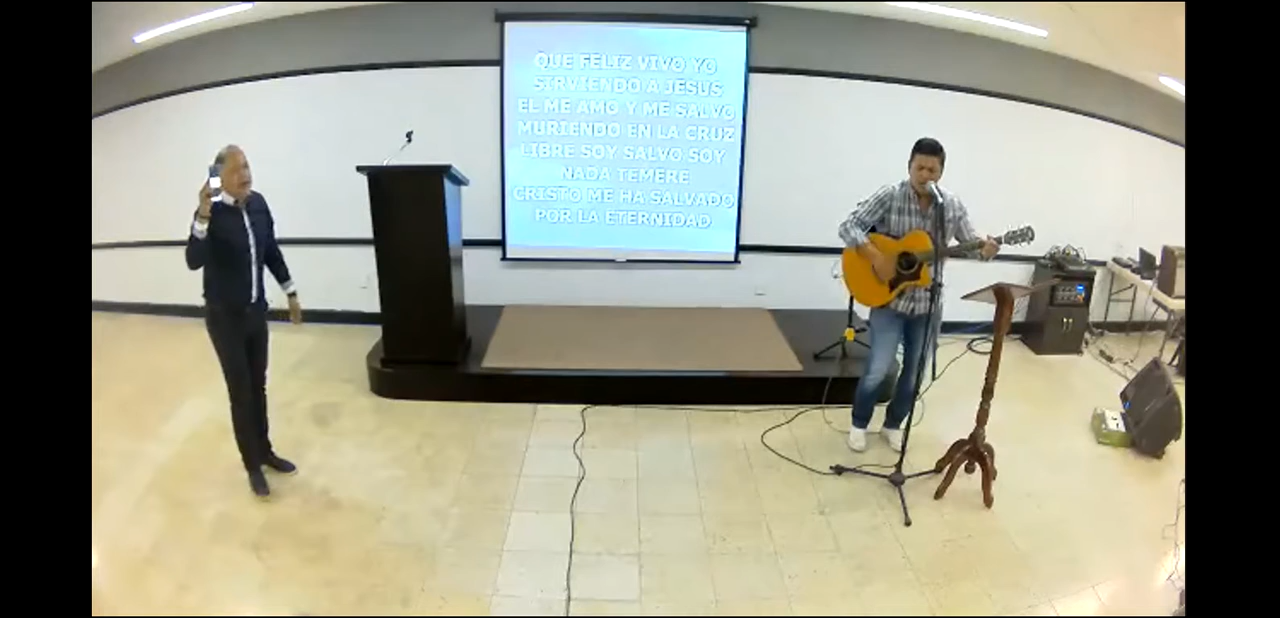 QUE FELIZ VIVO YO
SIRVIENDO A JESUS
EL ME AMO Y ME SALVO
MURIENDO EN LA CRUZ
LIBRE SOY SALVO SOY
NADA TEMERE
CRISTO ME HA SALVADO
POR LA ETERNIDAD